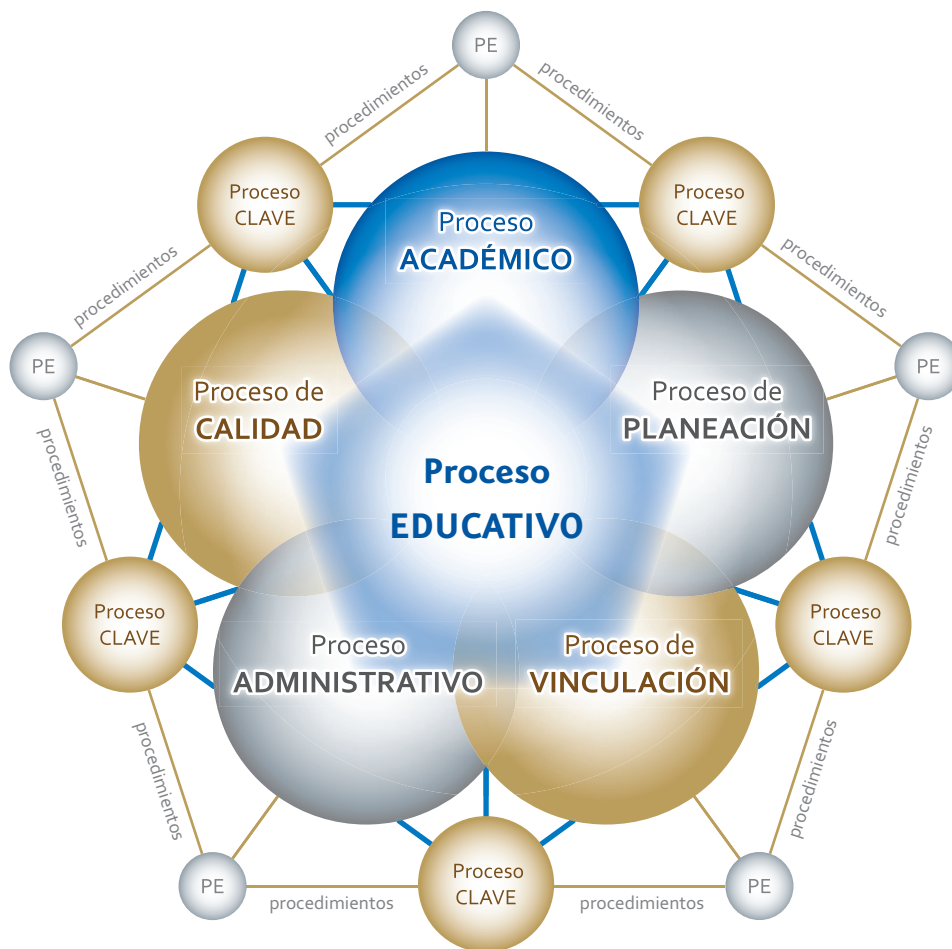 PE
procedimientos
procedimientos
Proceso
CLAVE
Proceso
CLAVE
Proceso
ACADÉMICO
procedimientos
procedimientos
PE
PE
Proceso de
CALIDAD
Proceso de
PLANEACIÓN
Proceso
EDUCATIVO
procedimientos
procedimientos
Proceso
CLAVE
Proceso
CLAVE
Proceso
ADMINISTRATIVO
Proceso de
VINCULACIÓN
procedimientos
procedimientos
PE
procedimientos
Proceso
CLAVE
procedimientos
PE